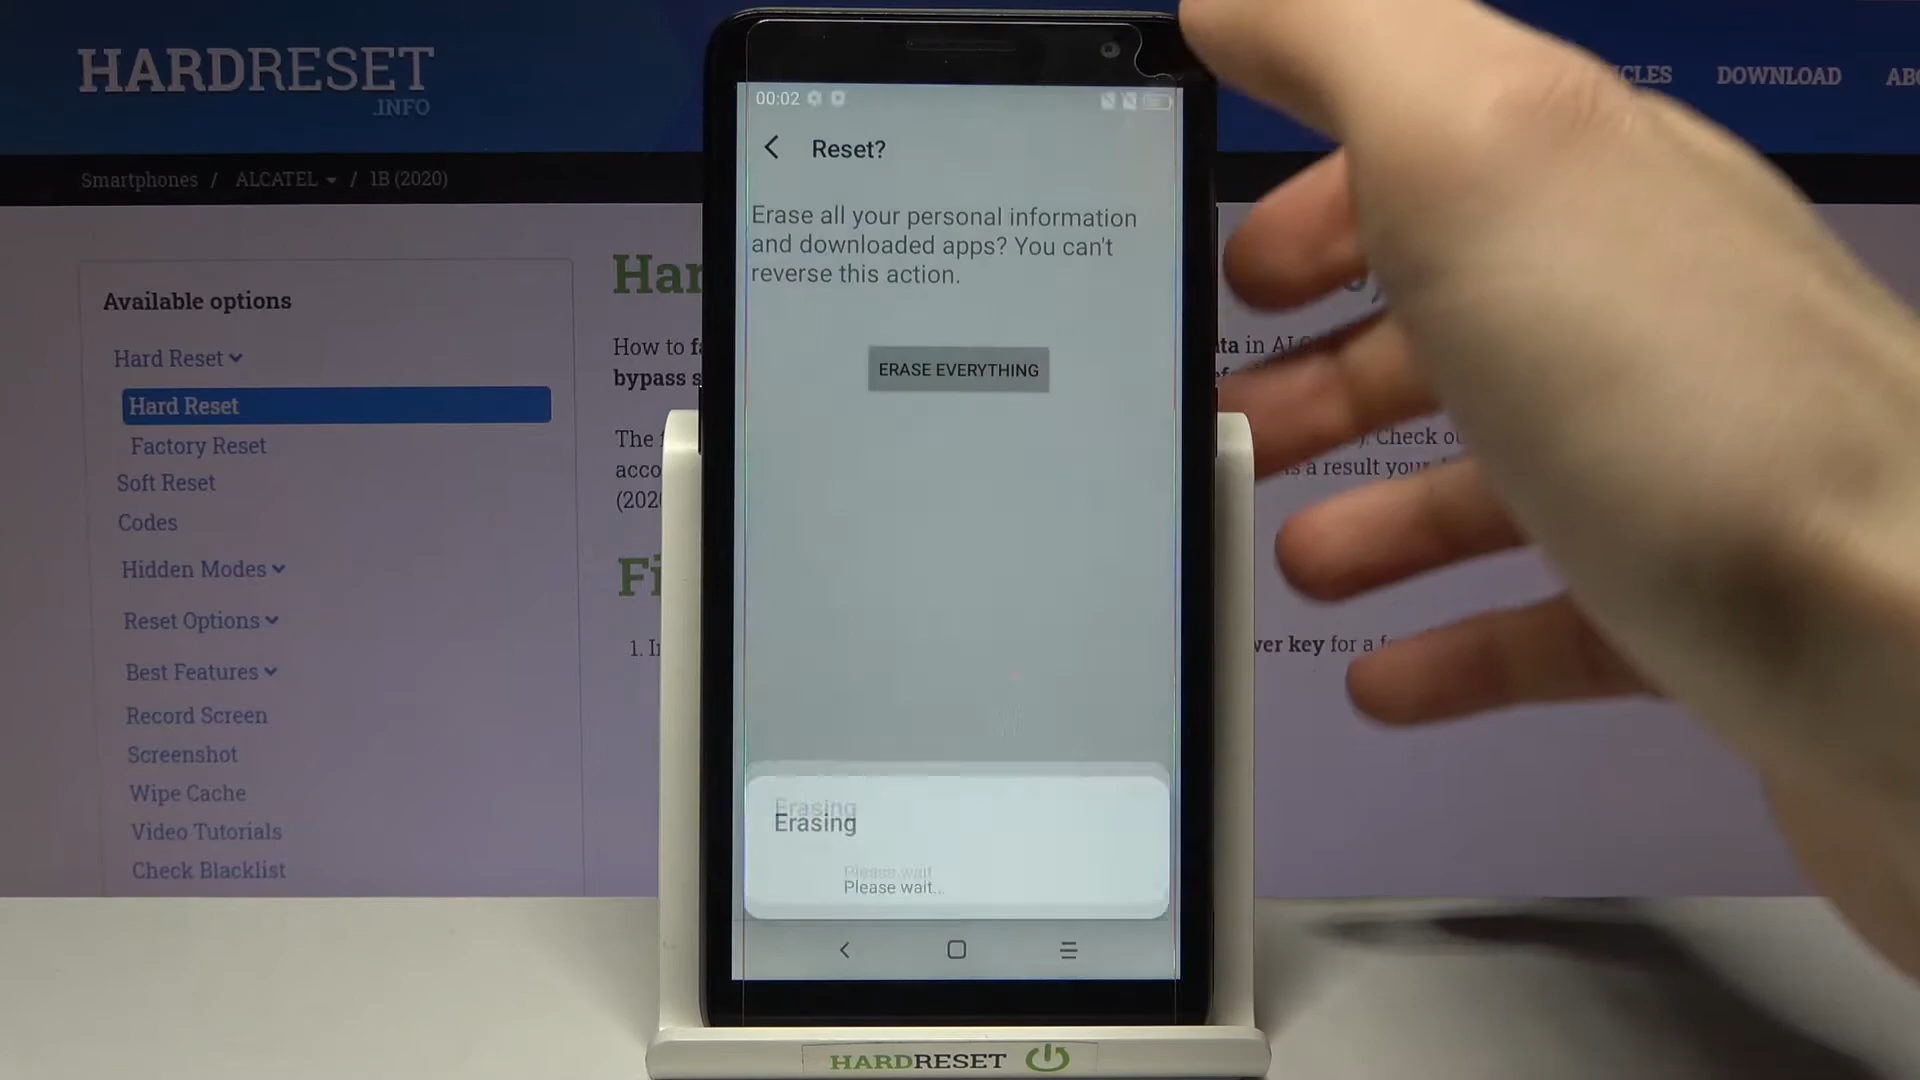 HARDRESET
.INFO
DOWNLOAD
Smartphones / ALCATEL / 1B (2020)
Available options
Hard Reset
Hard Reset
Factory Reset
Soft Reset
Codes
Hidden Modes
Reset Options
Best Features
Record Screen
Screenshot
Wipe Cache
Video Tutorials
Check Blacklist
How to
bypass
The
(202
1.
in
Check
a result your
key for a
00:02
Reset?
Erase all your personal information
and downloaded apps? You can't
reverse this action.
ERASE EVERYTHING
Erasing
Please wait...
HARDRESET